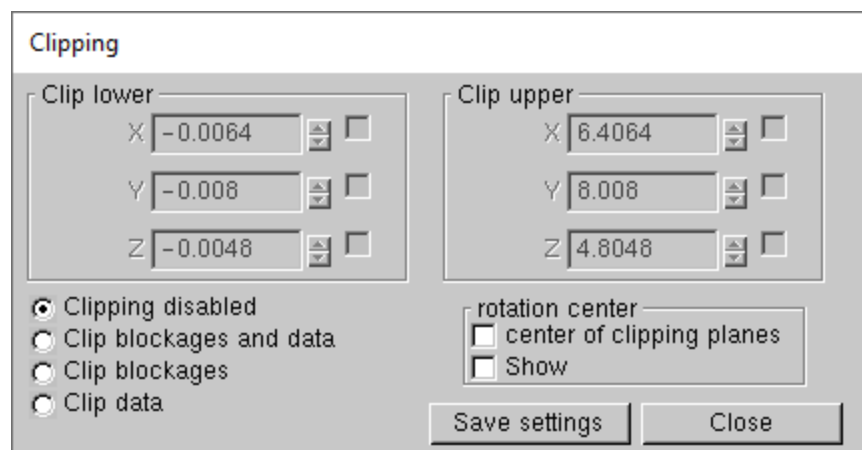 Clipping
Clip lower
X -0.0064
Y -0.008
Z -0.0048
Clip upper
X 6.4064
Y 8.008
Z 4.8048
Clipping disabled
Clip blockages and data
Clip blockages
Clip data
rotation center
center of clipping planes
Show
Save settings
Close